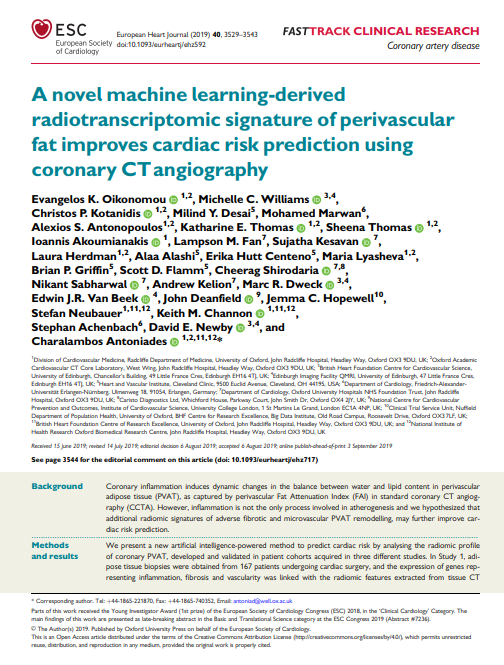 ESC
European Society
of Cardiology
European Heart Journal (2019) 40, 3529–3543
doi:10.1093/eurheartj/ehz592
FASTTRACK CLINICAL RESEARCH
Coronary artery disease
A novel machine learning-derived
radiotranscriptomic signature of perivascular
fat improves cardiac risk prediction using
coronary CT angiography
Evangelos K. Oikonomou 1,2, Michelle C. Williams 3,4,
Christos P. Kotanidis 1,2, Milind Y. Desai5, Mohamed Marwan6,
Alexios S. Antonopoulos1,2, Katharine E. Thomas 1,2, Sheena Thomas 1,2,
Ioannis Akoumianakis 1, Lampson M. Fan7, Sujatha Kesavan 7,
Laura Herdman1,2, Alaa Alashi5, Erika Hutt Centeno5, Maria Lyasheva1,2,
Brian P. Griffin5, Scott D. Flamm5, Cheerag Shirodaria 7,8,
Nikant Sabharwal 7, Andrew Kelion7, Marc R. Dweck 3,4,
Edwin J.R. Van Beek 4, John Deanfield 9, Jemma C. Hopewell10,
Stefan Neubauer1,11,12, Keith M. Channon 1,11,12,
Stephan Achenbach6, David E. Newby 3,4, and
Charalambos Antoniades 1,2,11,12*
1Division of Cardiovascular Medicine, Radcliffe Department of Medicine, University of Oxford, John Radcliffe Hospital, Headley Way, Oxford OX3 9DU, UK; 2Oxford Academic
Cardiovascular CT Core Laboratory, West Wing, John Radcliffe Hospital, Headley Way, Oxford OX3 9DU, UK; 3British Heart Foundation Centre for Cardiovascular Science,
University of Edinburgh, Chancellor's Building, 49 Little France Cres, Edinburgh EH16 4TJ, UK; 4Edinburgh Imaging Facility QMRI, University of Edinburgh, 47 Little France Cres,
Edinburgh EH16 4TJ, UK; 5Heart and Vascular Institute, Cleveland Clinic, 9500 Euclid Avenue, Cleveland, OH 44195, USA; 6Department of Cardiology, Friedrich-Alexander-
Universität Erlangen-Nürnberg, Ulmenweg 18, 91054, Erlangen, Germany; 7Department of Cardiology, Oxford University Hospitals NHS Foundation Trust, John Radcliffe
Hospital, Oxford OX3 9DU, UK; 8Caristo Diagnostics Ltd, Whichford House, Parkway Court, John Smith Dr, Oxford OX4 2JY, UK; 9National Centre for Cardiovascular
Prevention and Outcomes, Institute of Cardiovascular Science, University College London, 1 St Martins Le Grand, London EC1A 4NP, UK; 10Clinical Trial Service Unit, Nuffield
Department of Population Health, University of Oxford, BHF Centre for Research Excellence, Big Data Institute, Old Road Campus, Roosevelt Drive, Oxford OX3 7LF, UK;
11British Heart Foundation Centre of Research Excellence, University of Oxford, John Radcliffe Hospital, Headley Way, Oxford OX3 9DU, UK; and 12National Institute of
Health Research Oxford Biomedical Research Centre, John Radcliffe Hospital, Headley Way, Oxford OX3 9DU, UK
Received 15 June 2019; revised 14 July 2019; editorial decision 6 August 2019; accepted 6 August 2019; online publish-ahead-of-print 3 September 2019
See page 3544 for the editorial comment on this article (doi: 10.1093/eurheartj/ehz717)
Background
Coronary inflammation induces dynamic changes in the balance between water and lipid content in perivascular
adipose tissue (PVAT), as captured by perivascular Fat Attenuation Index (FAI) in standard coronary CT angiog-
raphy (CCTA). However, inflammation is not the only process involved in atherogenesis and we hypothesized that
additional radiomic signatures of adverse fibrotic and microvascular PVAT remodelling, may further improve car-
diac risk prediction.
Methods
and results
We present a new artificial intelligence-powered method to predict cardiac risk by analysing the radiomic profile
of coronary PVAT, developed and validated in patient cohorts acquired in three different studies. In Study 1, adi-
pose tissue biopsies were obtained from 167 patients undergoing cardiac surgery, and the expression of genes rep-
resenting inflammation, fibrosis and vascularity was linked with the radiomic features extracted from tissue CT
* Corresponding author. Tel: +44-1865-221870, Fax: +44-1865-740352, Email: antoniad@well.ox.ac.uk
Parts of this work received the Young Investigator Award (1st prize) of the European Society of Cardiology Congress (ESC) 2018, in the 'Clinical Cardiology' Category. The
main findings of this work are presented as late-breaking abstract in the Basic and Translational Science category at the ESC Congress 2019 (Abstract #7236).
© The Author(s) 2019. Published by Oxford University Press on behalf of the European Society of Cardiology.
This is an Open Access article distributed under the terms of the Creative Commons Attribution License (http://creativecommons.org/licenses/by/4.0/), which permits unrestricted
reuse, distribution, and reproduction in any medium, provided the original work is properly cited.